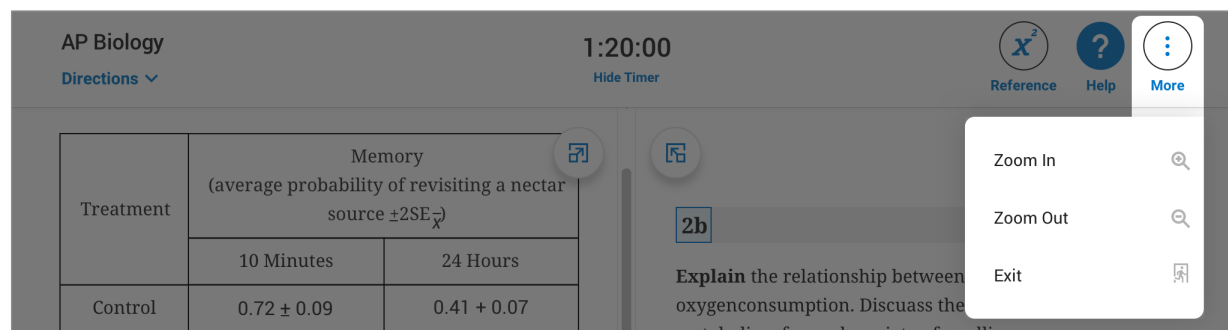 AP Biology
Directions
1:20:00
Hide Timer
x²
Reference
?
Help
More
Zoom In
Zoom Out
Exit
Treatment
Memory
(average probability of revisiting a nectar
source ±2SEx̄)
10 Minutes
24 Hours
Control
0.72 ± 0.09
0.41 + 0.07
2b
Explain the relationship between
oxygenconsumption. Discuass the